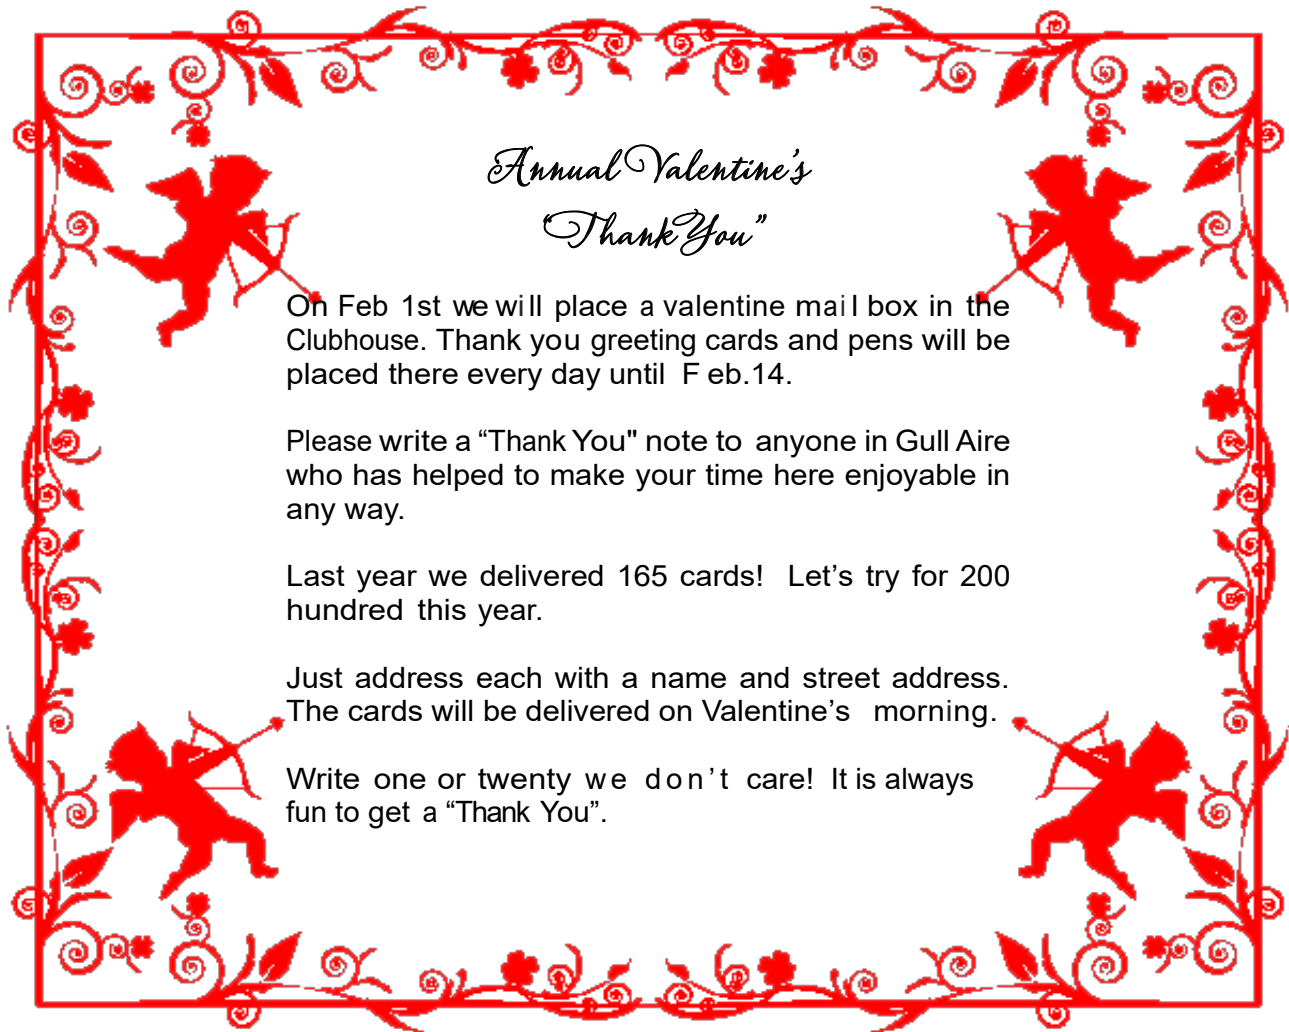 Annual Valentine’s
“Thank You”
On Feb 1st we will place a valentine mail box in the
Clubhouse. Thank you greeting cards and pens will be
placed there every day until F eb.14.
Please write a “Thank You" note to anyone in Gull Aire
who has helped to make your time here enjoyable in
any way.
Last year we delivered 165 cards! Let’s try for 200
hundred this year.
Just address each with a name and street address.
The cards will be delivered on Valentine’s morning.
Write one or twenty we don’t care! It is always
fun to get a “Thank You”.